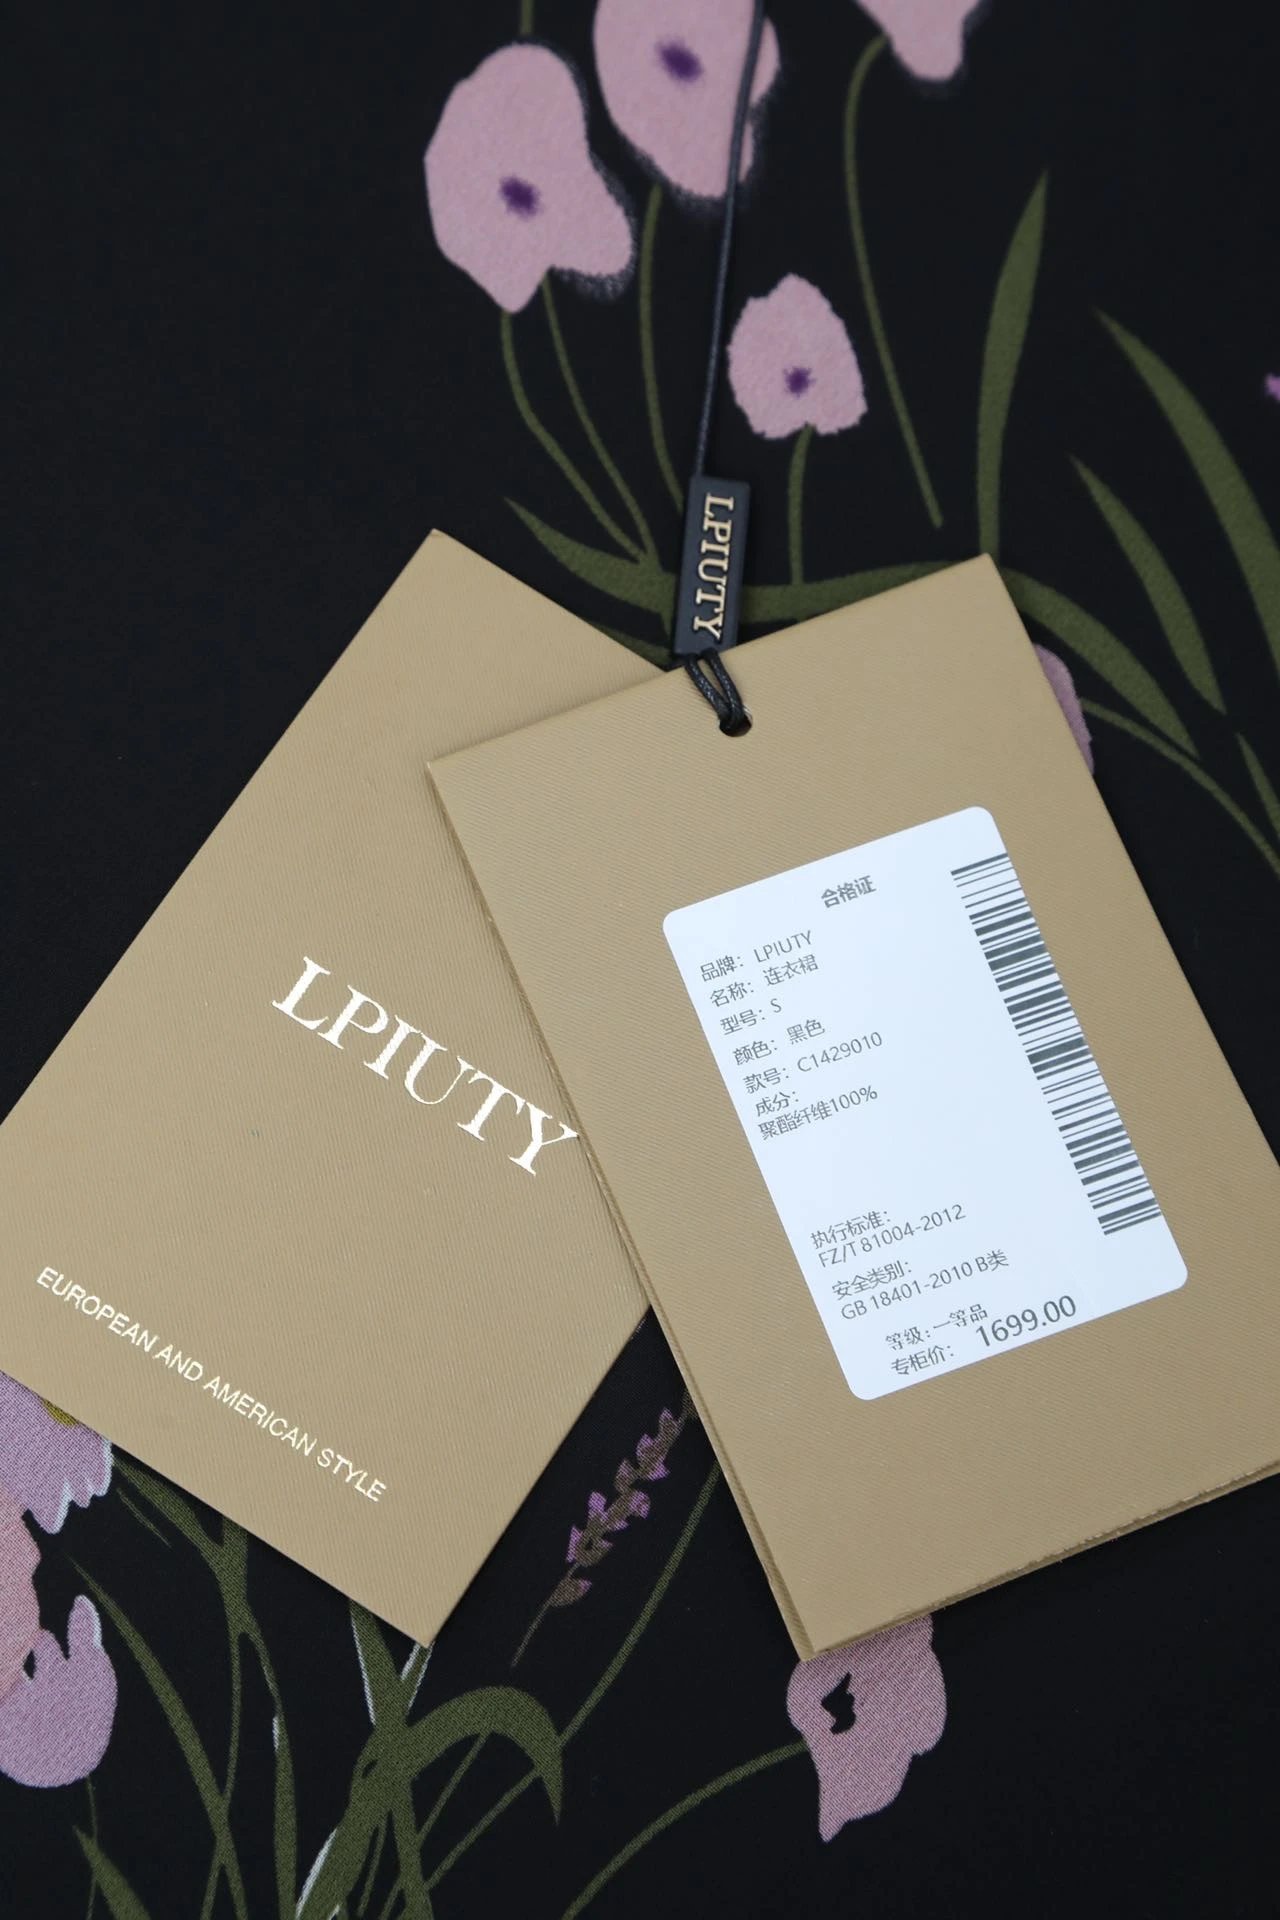 LPIUTY
LPIUTY
EUROPEAN AND AMERICAN STYLE
合格证
品牌: LPIUTY
名称: 连衣裙
型号: S
颜色: 黑色
款号: C1429010
成分:
聚酯纤维100%
执行标准:
FZ/T 81004-2012
安全类别:
GB 18401-2010 B类
等级: 一等品
专柜价: 1699.00